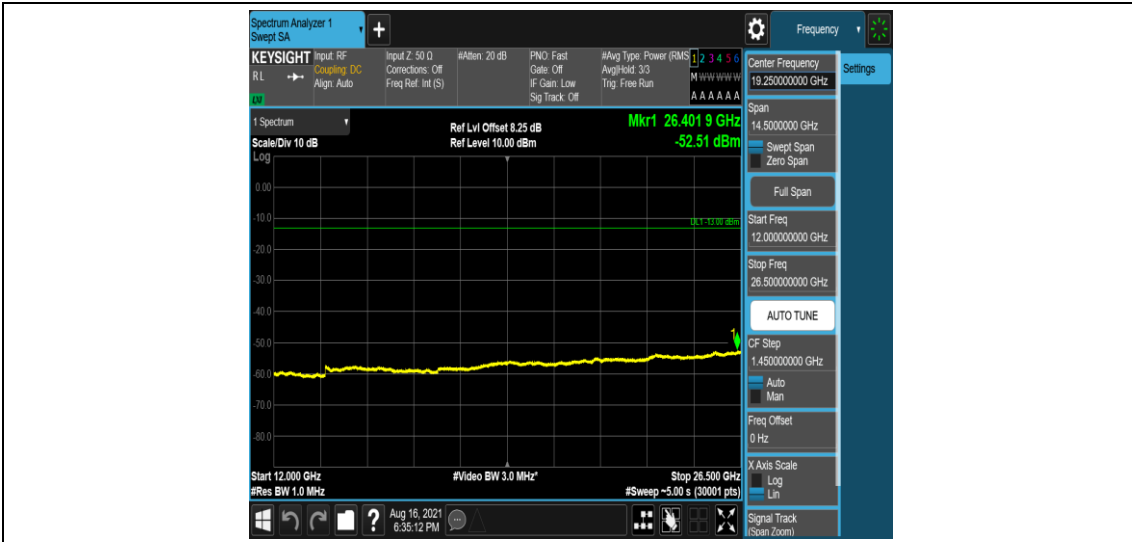 Spectrum Analyzer 1
Swept SA
+
Frequency
KEYSIGHT
RL
LXI
Input: RF
Coupling: DC
Align: Auto
Input Z: 50 Ω
Corrections: Off
Freq Ref: Int (S)
#Atten: 20 dB
PNO: Fast
Gate: Off
IF Gain: Low
Sig Track: Off
#Avg Type: Power (RMS
Avg|Hold: 3/3
Trig: Free Run
1 2 3 4 5 6
M W W W W W
A A A A A A
1 Spectrum
Scale/Div 10 dB
Log
Ref Lvl Offset 8.25 dB
Ref Level 10.00 dBm
Mkr1 26.401 9 GHz
-52.51 dBm
0.00
-10.0
DL1 -13.00 dBm
-20.0
-30.0
-40.0
1
-50.0
-60.0
-70.0
-80.0
Start 12.000 GHz
#Video BW 3.0 MHz*
Stop 26.500 GHz
#Res BW 1.0 MHz
#Sweep ~5.00 s (30001 pts)
?
Aug 16, 2021
6:35:12 PM
Center Frequency
19.250000000 GHz
Settings
Span
14.5000000 GHz
Swept Span
Zero Span
Full Span
Start Freq
12.000000000 GHz
Stop Freq
26.500000000 GHz
AUTO TUNE
CF Step
1.450000000 GHz
Auto
Man
Freq Offset
0 Hz
X Axis Scale
Log
Lin
Signal Track
(Span Zoom)